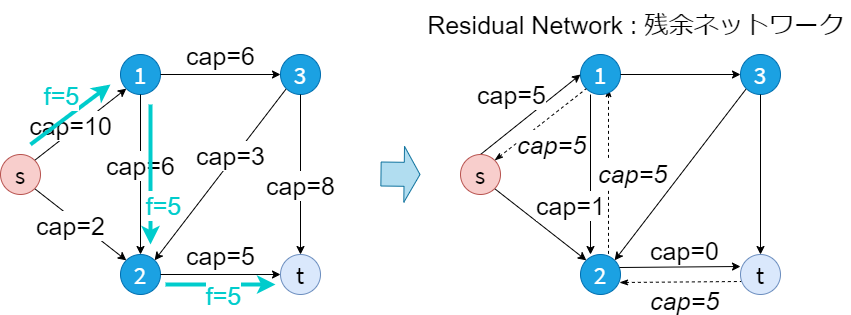 Residual Network : 残余ネットワーク
cap=6
1
3
f=5
cap=10
cap=6
cap=3
s
cap=8
f=5
cap=2
cap=5
2
t
f=5
1
3
cap=5
cap=5
cap=5
s
cap=1
cap=0
2
t
cap=5